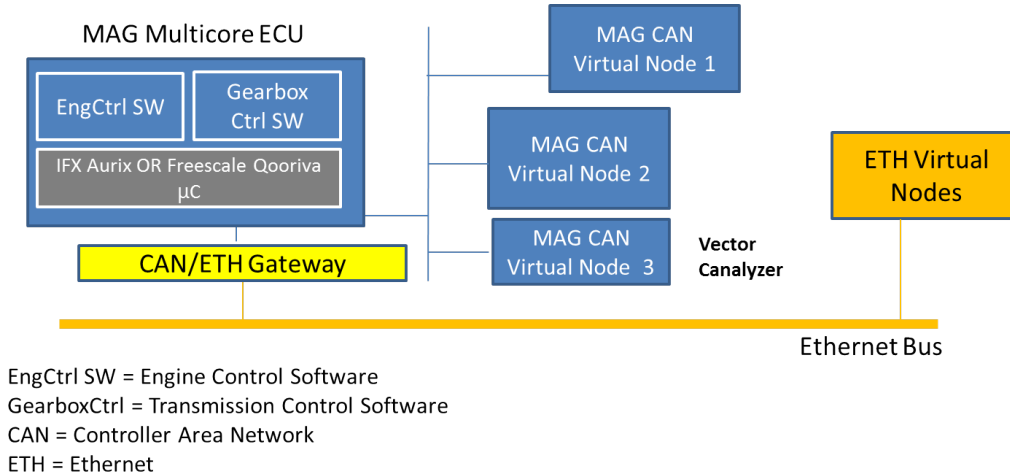 MAG Multicore ECU
EngCtrl SW
Gearbox
Ctrl SW
IFX Aurix OR Freescale Qooriva
µC
CAN/ETH Gateway
MAG CAN
Virtual Node 1
MAG CAN
Virtual Node 2
MAG CAN
Virtual Node 3
Vector
Canalyzer
ETH Virtual
Nodes
Ethernet Bus
EngCtrl SW = Engine Control Software
GearboxCtrl = Transmission Control Software
CAN = Controller Area Network
ETH = Ethernet